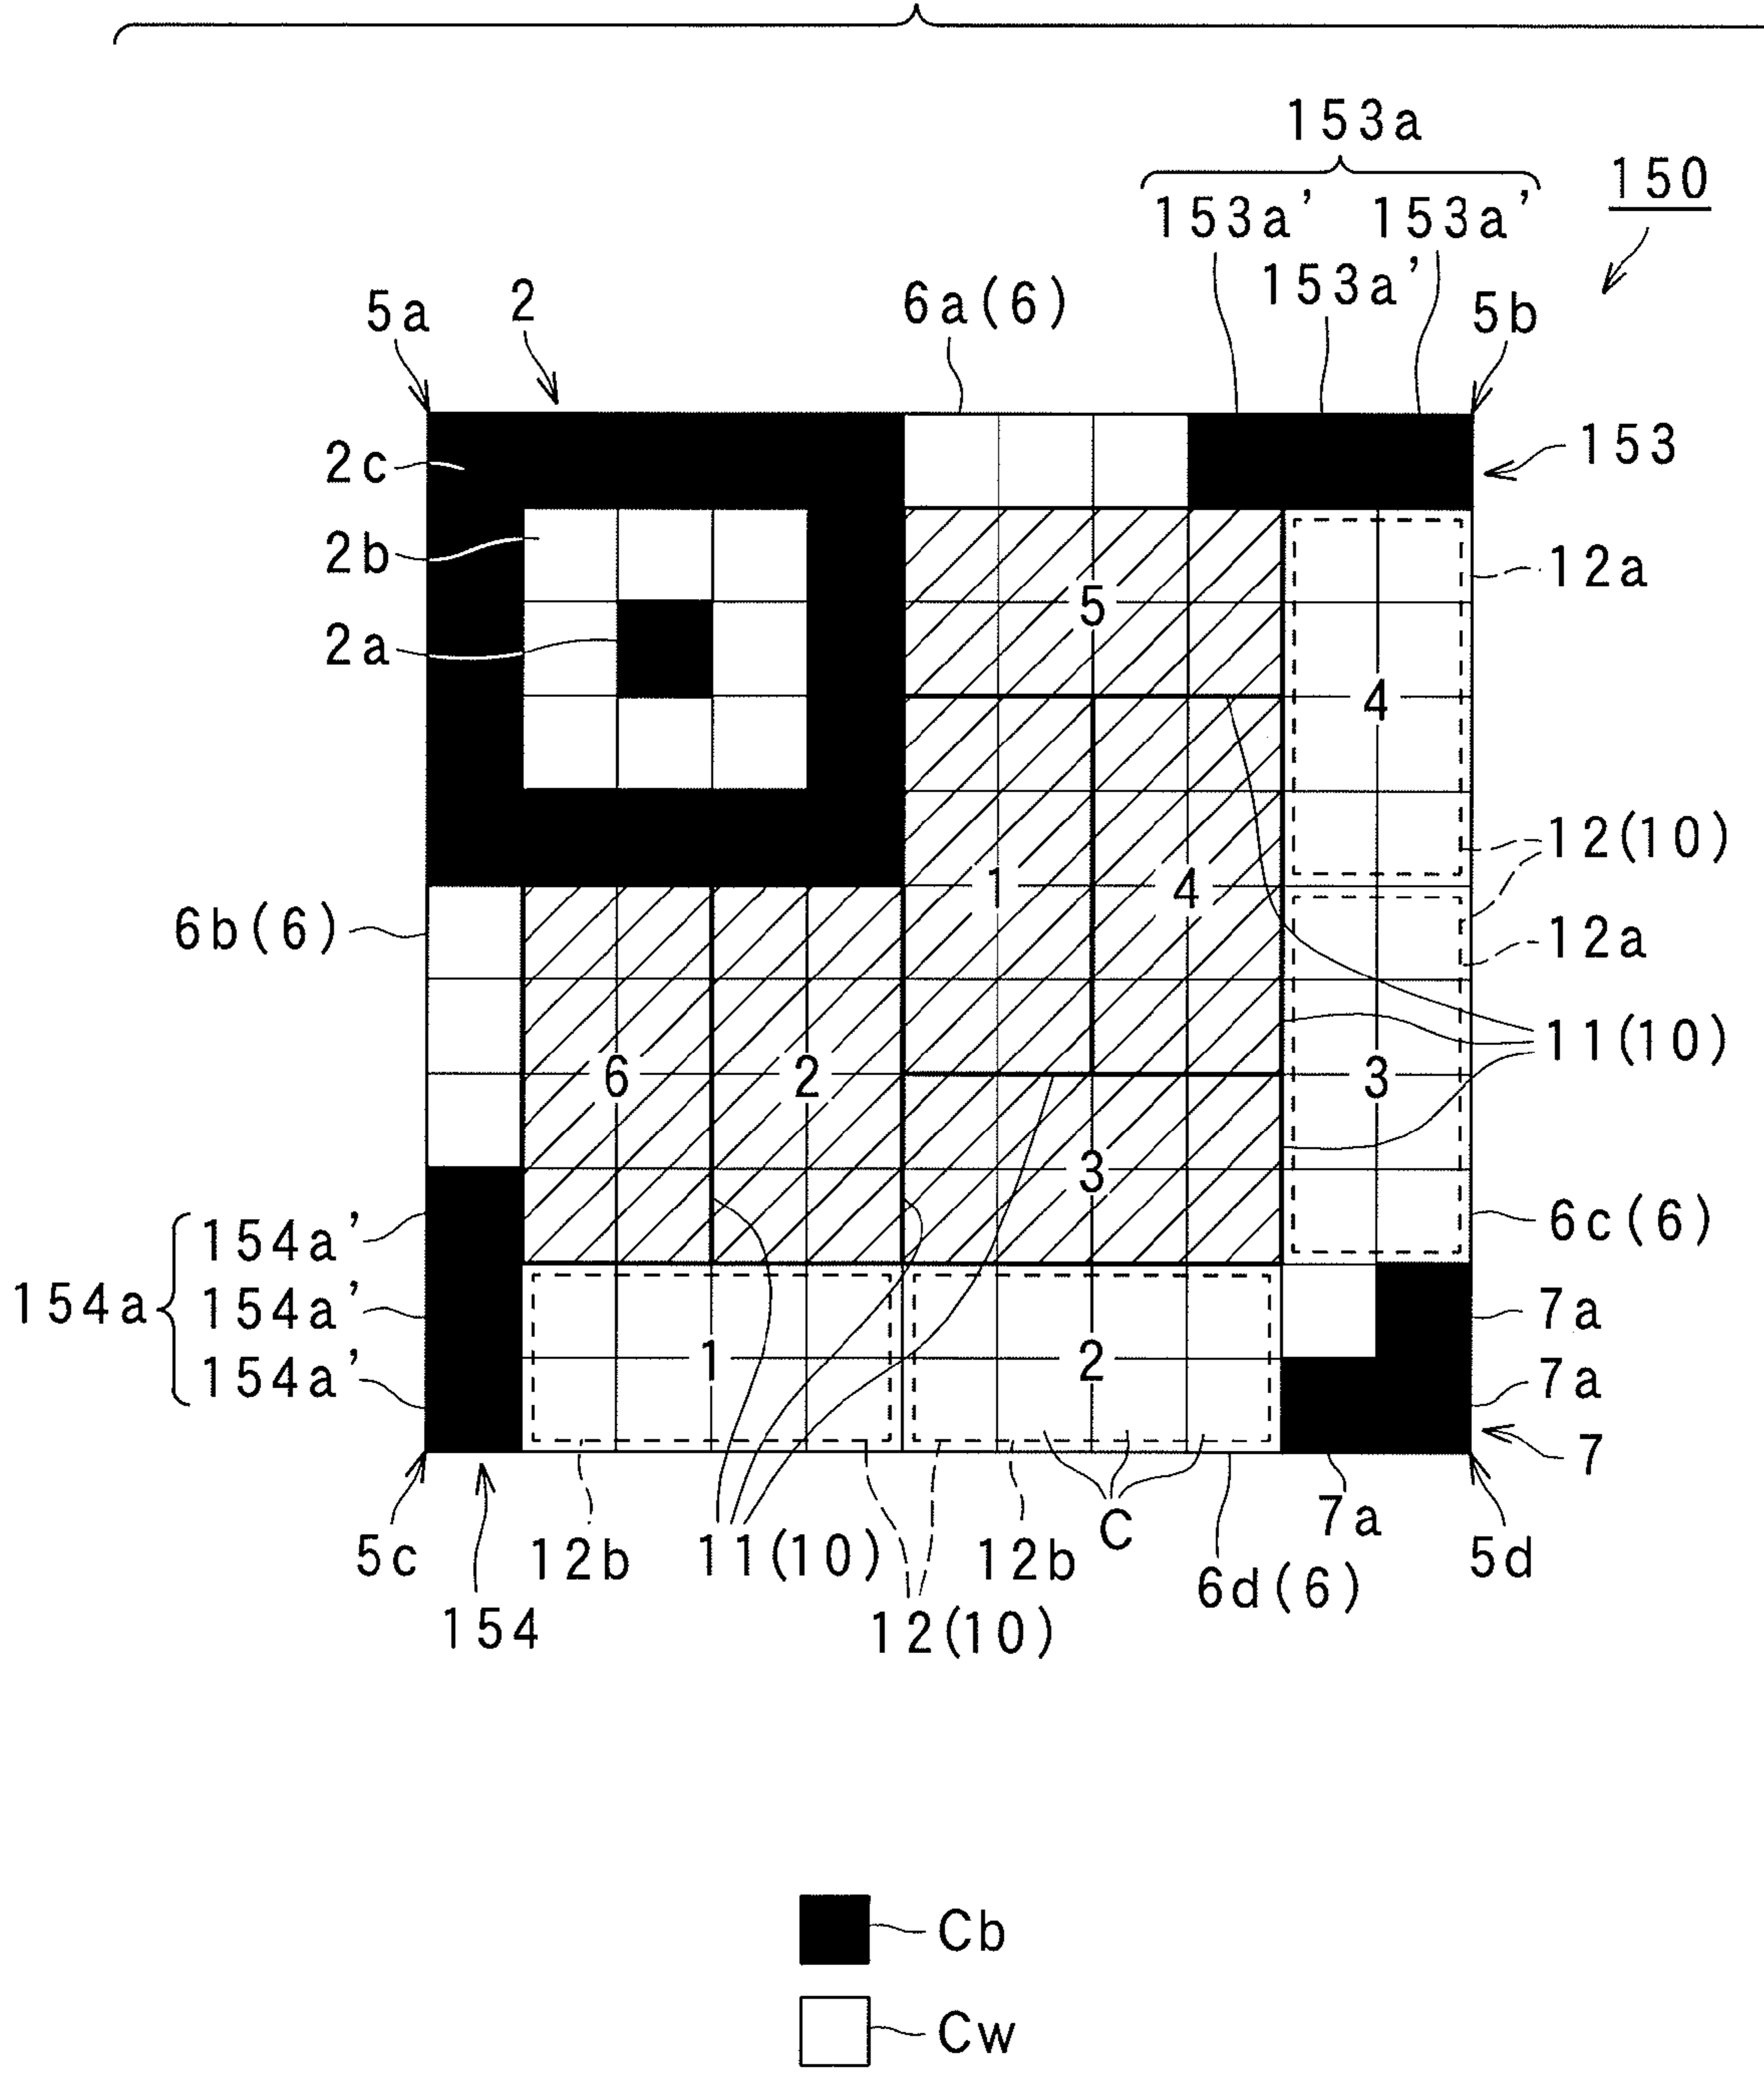 153a
150
153a' 153a'
153a'
5a 2 6a(6) 5b
2c 153
2b 12a
5
2a
4
12(10)
1 4
6b(6) 12a
11(10)
6 2 3
3
154a' 6c(6)
154a 154a' 7a
1 2
154a' 7a
7
7a
5c 12b 11(10) 12b C 5d
6d(6)
154 12(10)
Cb
Cw